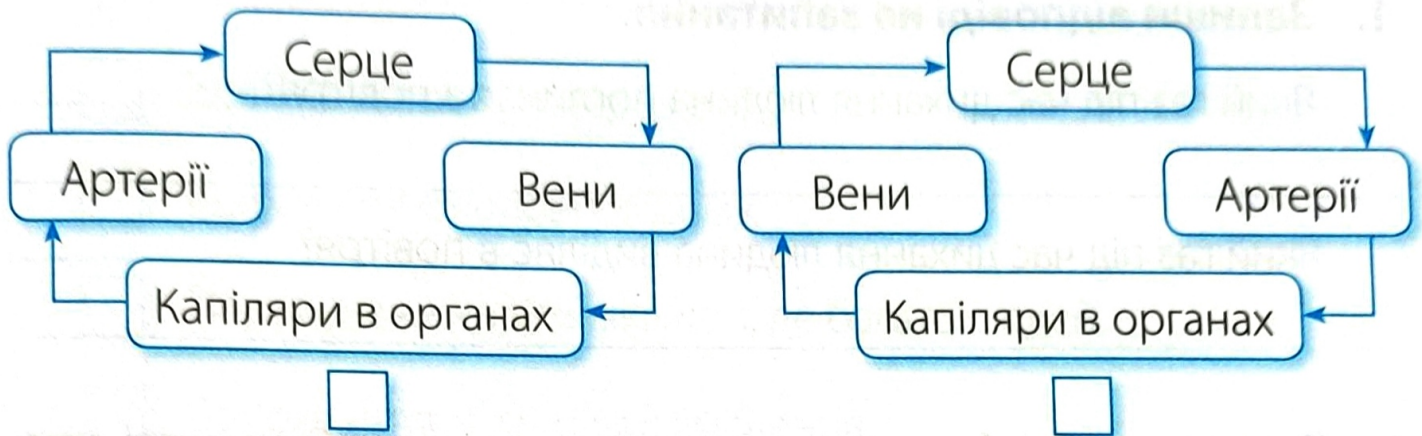 Серце
Артерії
Вени
Капіляри в органах
Серце
Вени
Артерії
Капіляри в органах